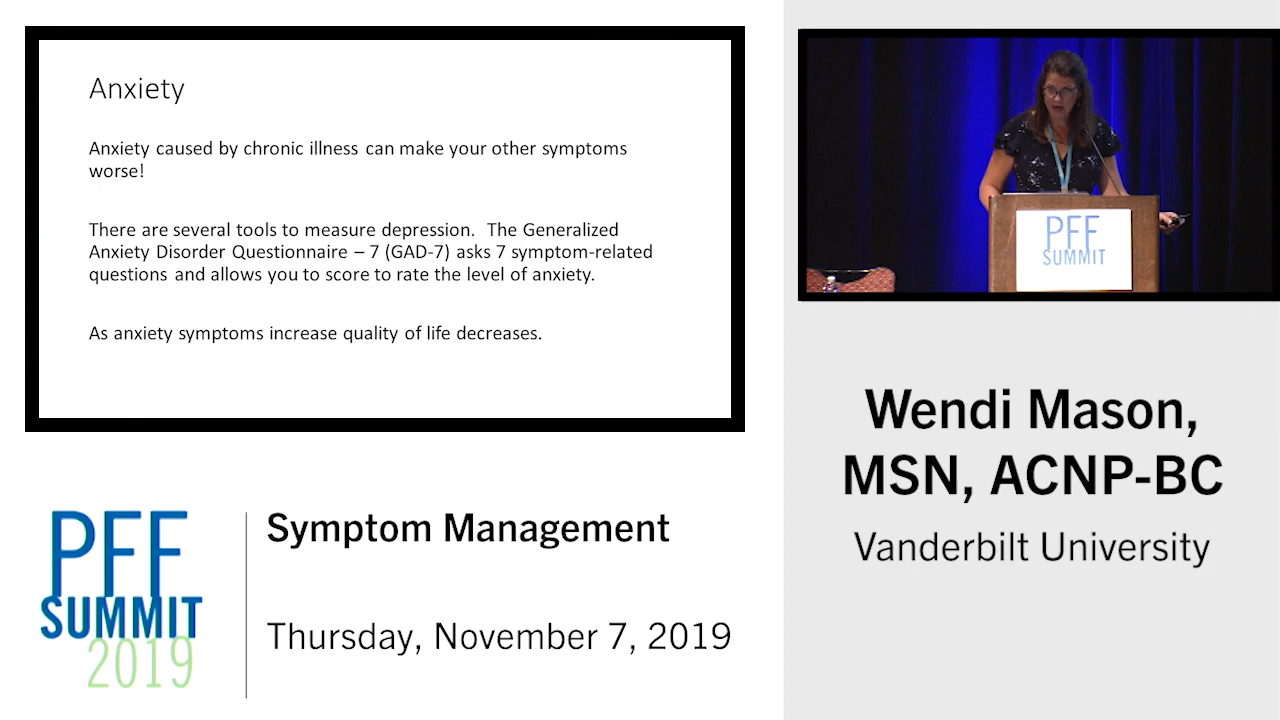 Anxiety
Anxiety caused by chronic illness can make your other symptoms
worse!
There are several tools to measure depression.  The Generalized
Anxiety Disorder Questionnaire – 7 (GAD-7) asks 7 symptom-related
questions and allows you to score to rate the level of anxiety.
As anxiety symptoms increase quality of life decreases.
PFF
SUMMIT
Wendi Mason,
MSN, ACNP-BC
Vanderbilt University
PFF
SUMMIT
2019
Symptom Management
Thursday, November 7, 2019